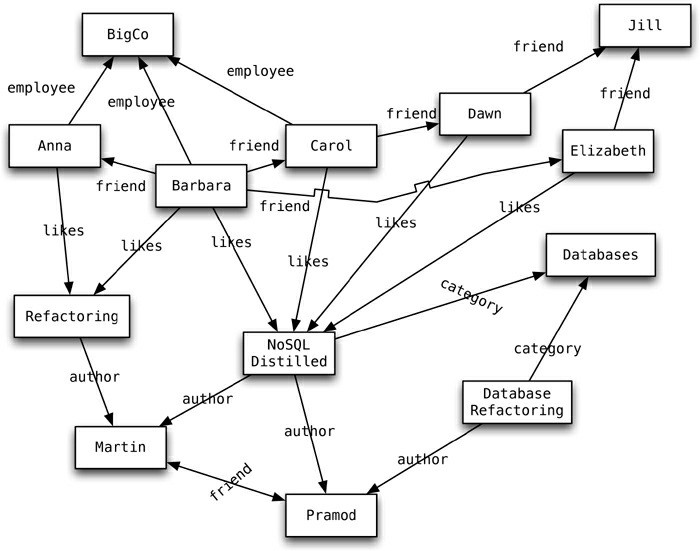 BigCo
Jill
friend
employee
employee
employee
friend
Dawn
friend
Anna
friend
Carol
Elizabeth
friend
Barbara
friend
likes
likes
likes
likes
likes
likes
Databases
category
Refactoring
NoSQL
Distilled
category
author
author
Database
Refactoring
author
Martin
author
friend
Pramod